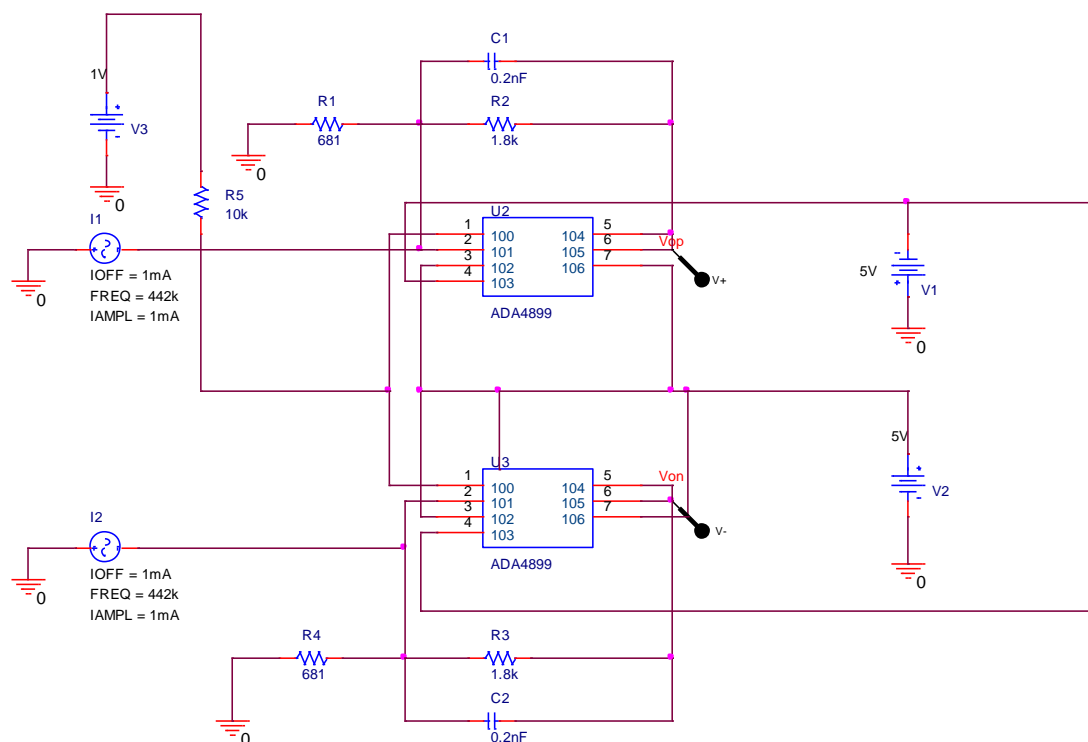 C1
0.2nF
1V
V3
R1
681
R2
1.8k
0
0
R5
10k
I1
0
IOFF = 1mA
FREQ = 442k
IAMPL = 1mA
U2
1 100 104 5
2 101 105 6
3 102 106 7
4 103
ADA4899
Vop
V+
5V
V1
0
5V
V2
0
U3
1 100 104 5
2 101 105 6
3 102 106 7
4 103
ADA4899
Von
V-
I2
0
IOFF = 1mA
FREQ = 442k
IAMPL = 1mA
R4
681
R3
1.8k
0
C2
0.2nF